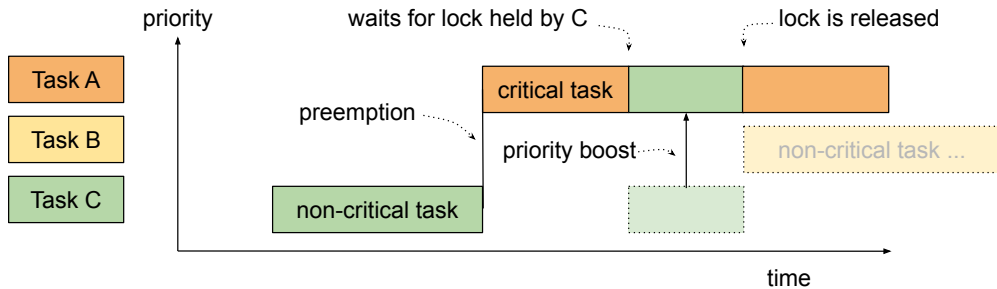 priority
waits for lock held by C
lock is released
Task A
critical task
preemption
Task B
priority boost
non-critical task ...
Task C
non-critical task
time